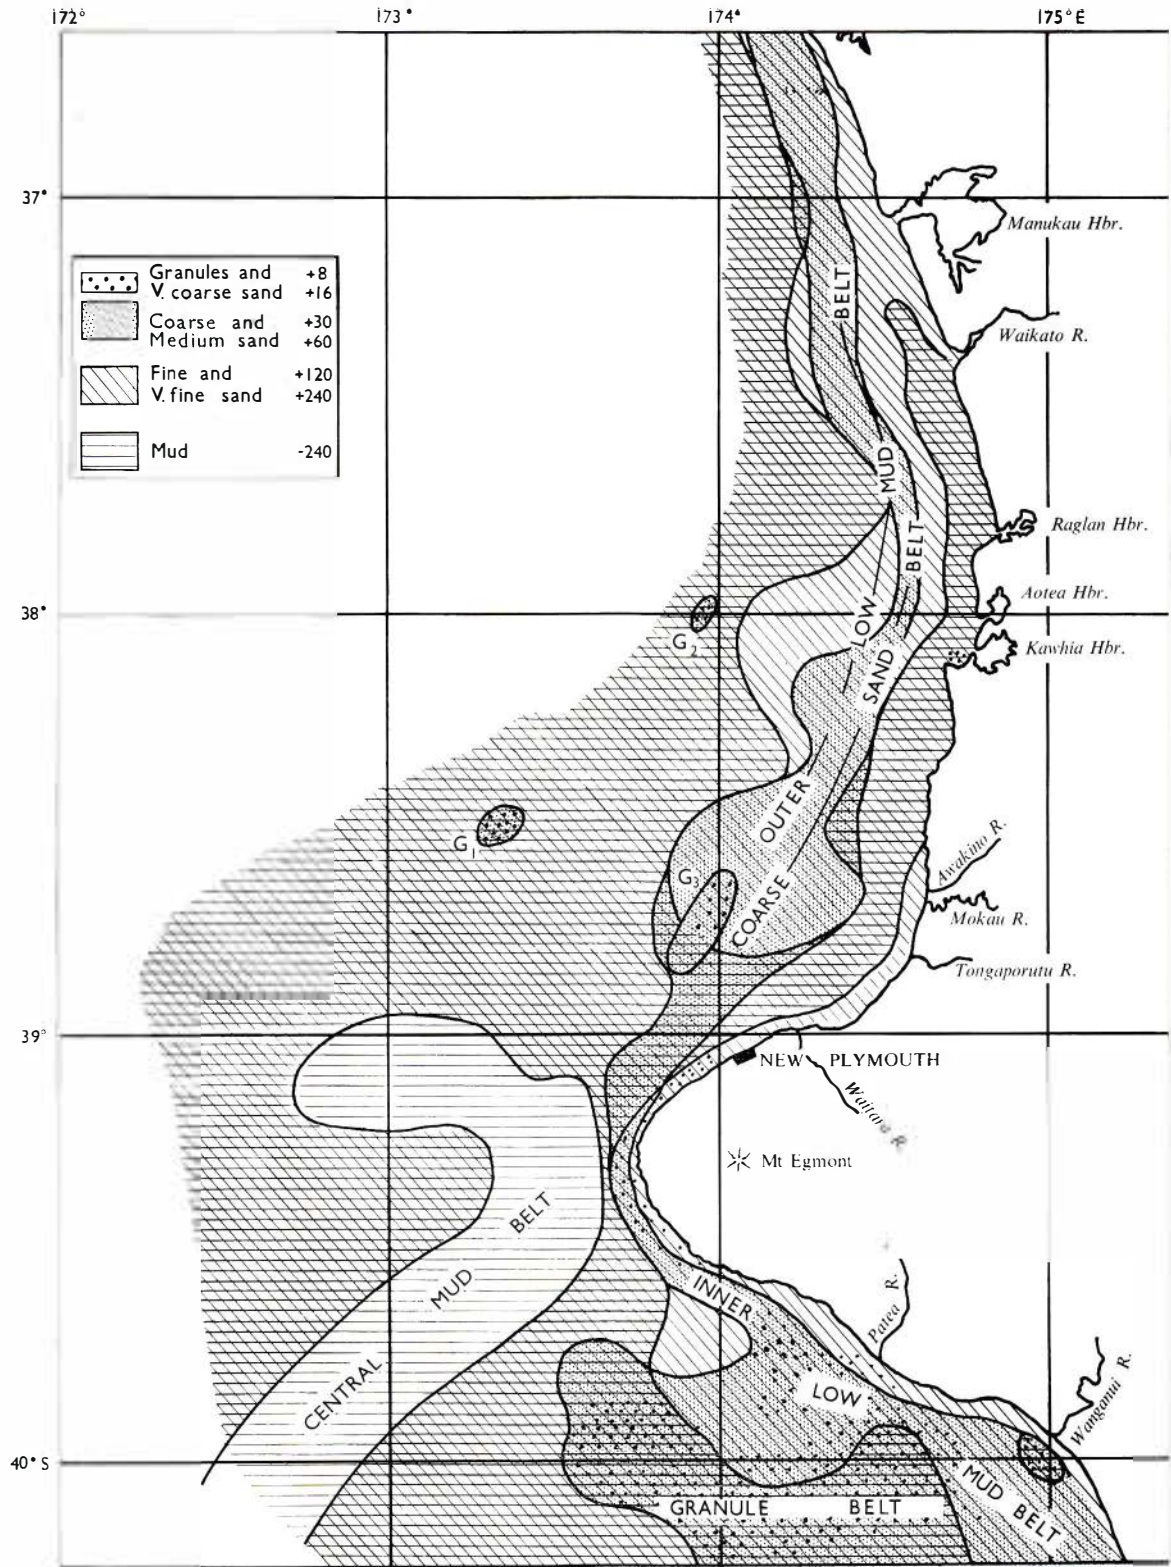 172° 173° 174° 175°E
37°
38°
39°
40°S
Granules and +8
V. coarse sand +16
Coarse and +30
Medium sand +60
Fine and +120
V. fine sand +240
Mud -240
Manukau Hbr.
Waikato R.
Raglan Hbr.
Aotea Hbr.
Kawhia Hbr.
Awakino R.
Mokau R.
Tongaporutu R.
NEW PLYMOUTH
Waitara R.
Mt Egmont
Patea R.
Wanganui R.
G1
G2
G3
OUTER LOW MUD BELT
COARSE SAND BELT
CENTRAL MUD BELT
INNER LOW MUD BELT
GRANULE BELT